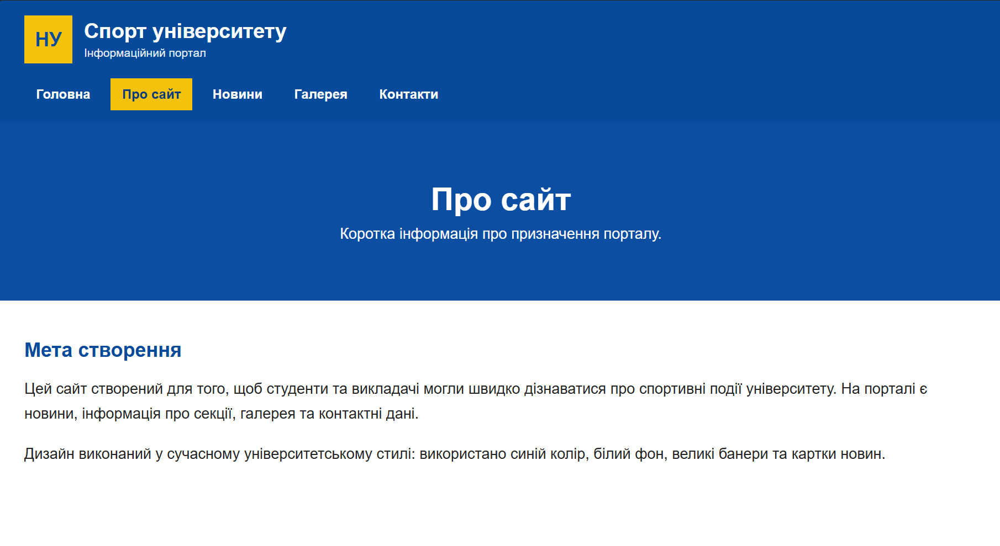 НУ
Спорт університету
Інформаційний портал
Головна Про сайт Новини Галерея Контакти
Про сайт
Коротка інформація про призначення порталу.
Мета створення
Цей сайт створений для того, щоб студенти та викладачі могли швидко дізнаватися про спортивні події університету. На порталі є
новини, інформація про секції, галерея та контактні дані.
Дизайн виконаний у сучасному університетському стилі: використано синій колір, білий фон, великі банери та картки новин.